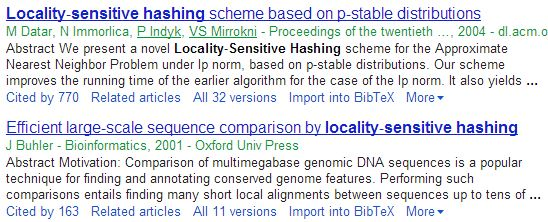 Locality-sensitive hashing scheme based on p-stable distributions
M Datar, N Immorlica, P Indyk, VS Mirrokni - Proceedings of the twentieth …, 2004 - dl.acm.o
Abstract We present a novel Locality-Sensitive Hashing scheme for the Approximate
Nearest Neighbor Problem under lp norm, based on p-stable distributions. Our scheme
improves the running time of the earlier algorithm for the case of the lp norm. It also yields ...
Cited by 770 Related articles All 32 versions Import into BibTeX More
Efficient large-scale sequence comparison by locality-sensitive hashing
J Buhler - Bioinformatics, 2001 - Oxford Univ Press
Abstract Motivation: Comparison of multimegabase genomic DNA sequences is a popular
technique for finding and annotating conserved genome features. Performing such
comparisons entails finding many short local alignments between sequences up to tens of ...
Cited by 163 Related articles All 11 versions Import into BibTeX More